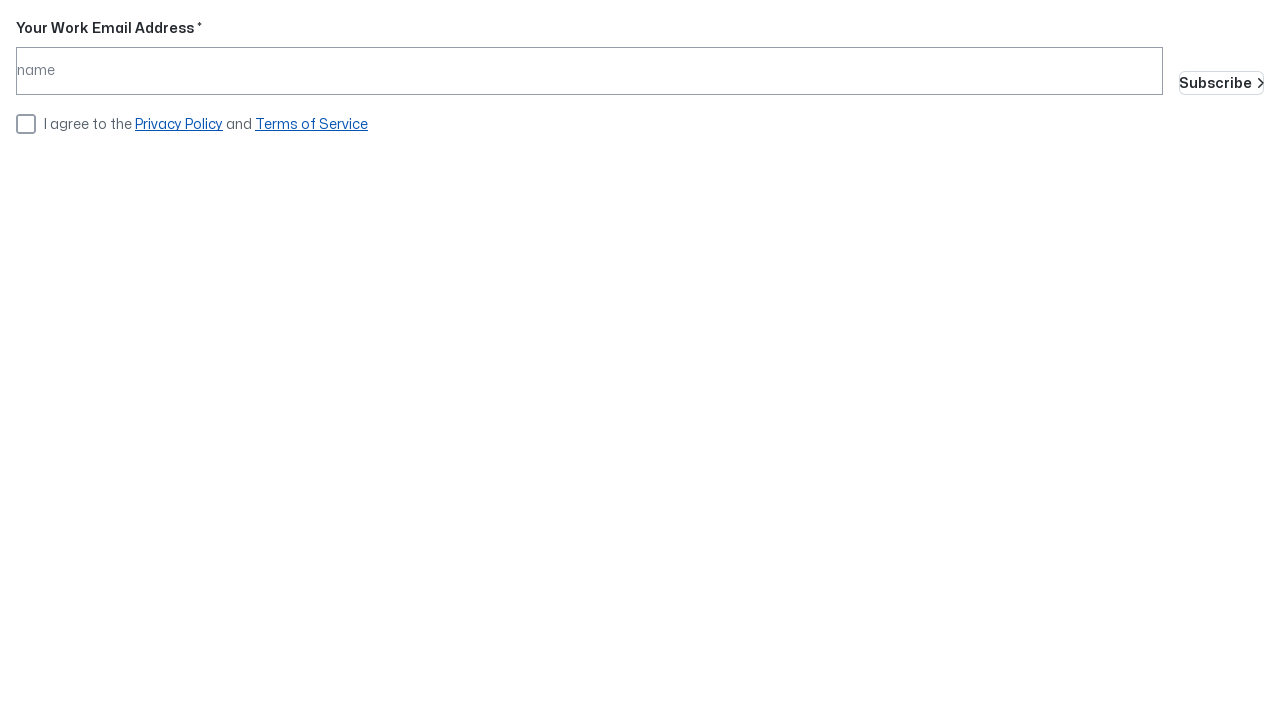 Your Work Email Address *
name
Subscribe
I agree to the Privacy Policy and Terms of Service